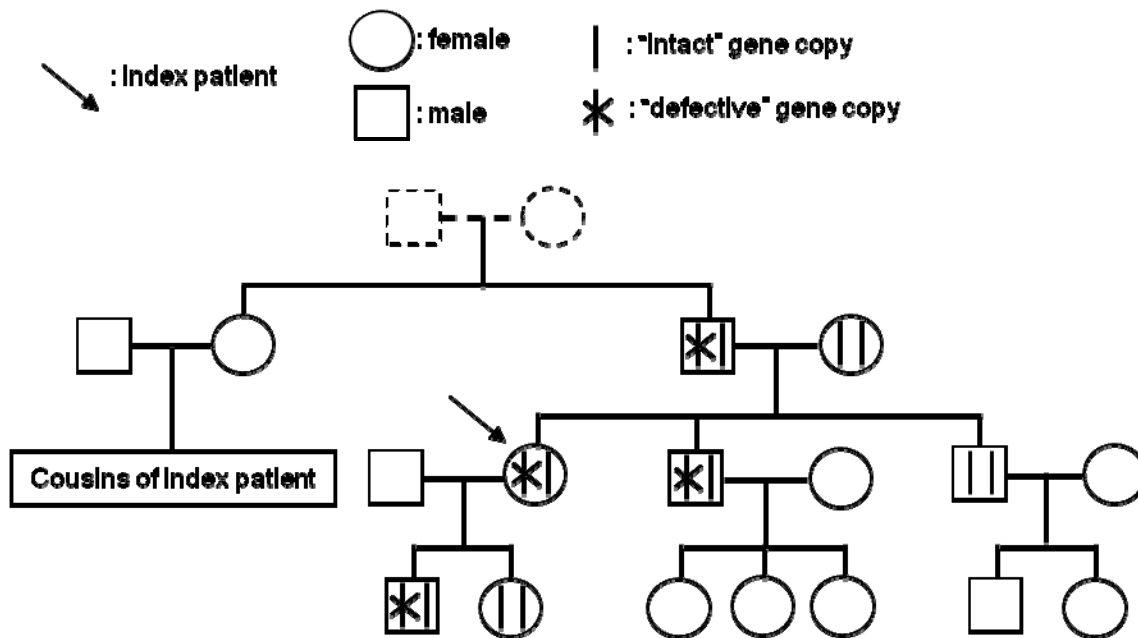 : Index patient
: female
: male
: "intact" gene copy
: "defective" gene copy
Cousins of index patient